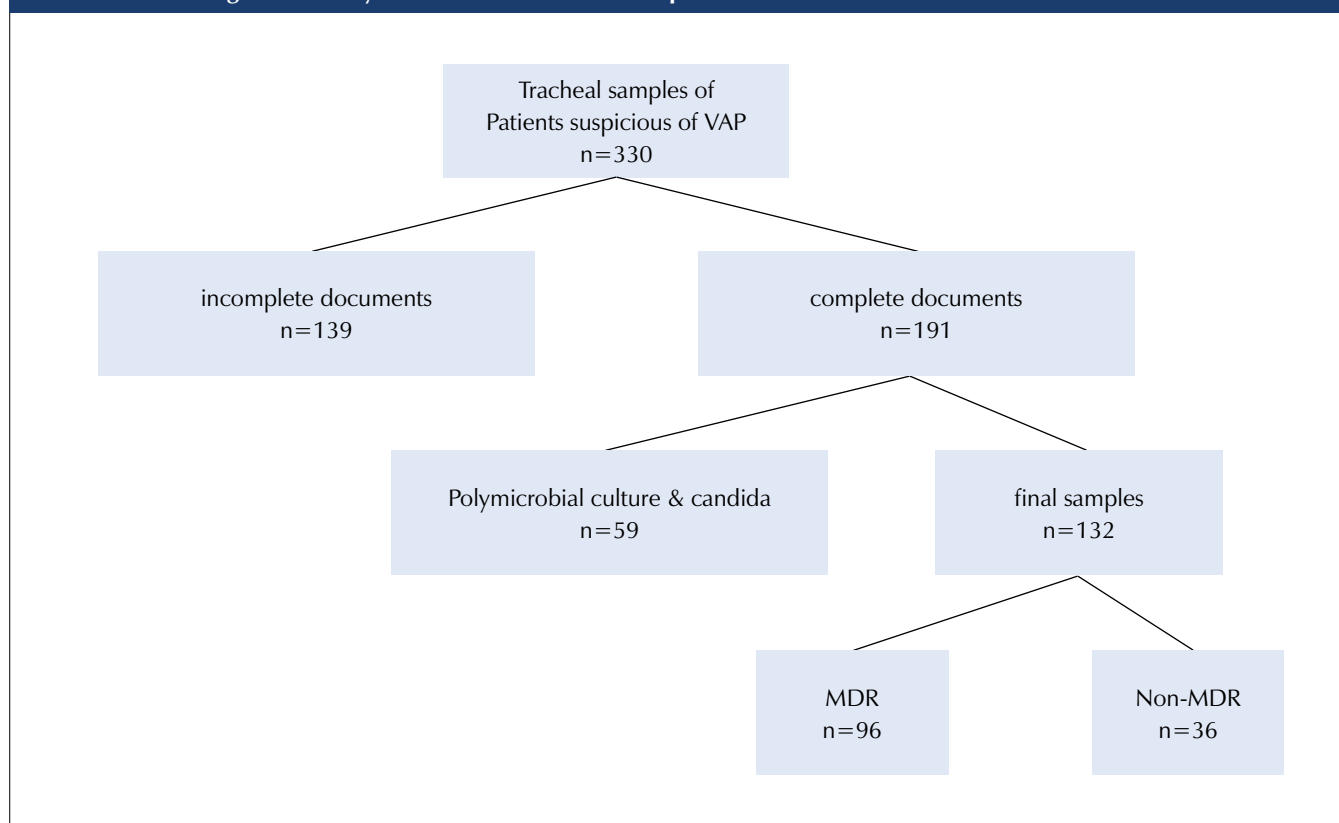 Tracheal samples of
Patients suspicious of VAP
n=330
incomplete documents
n=139
complete documents
n=191
Polymicrobial culture & candida
n=59
final samples
n=132
MDR
n=96
Non-MDR
n=36